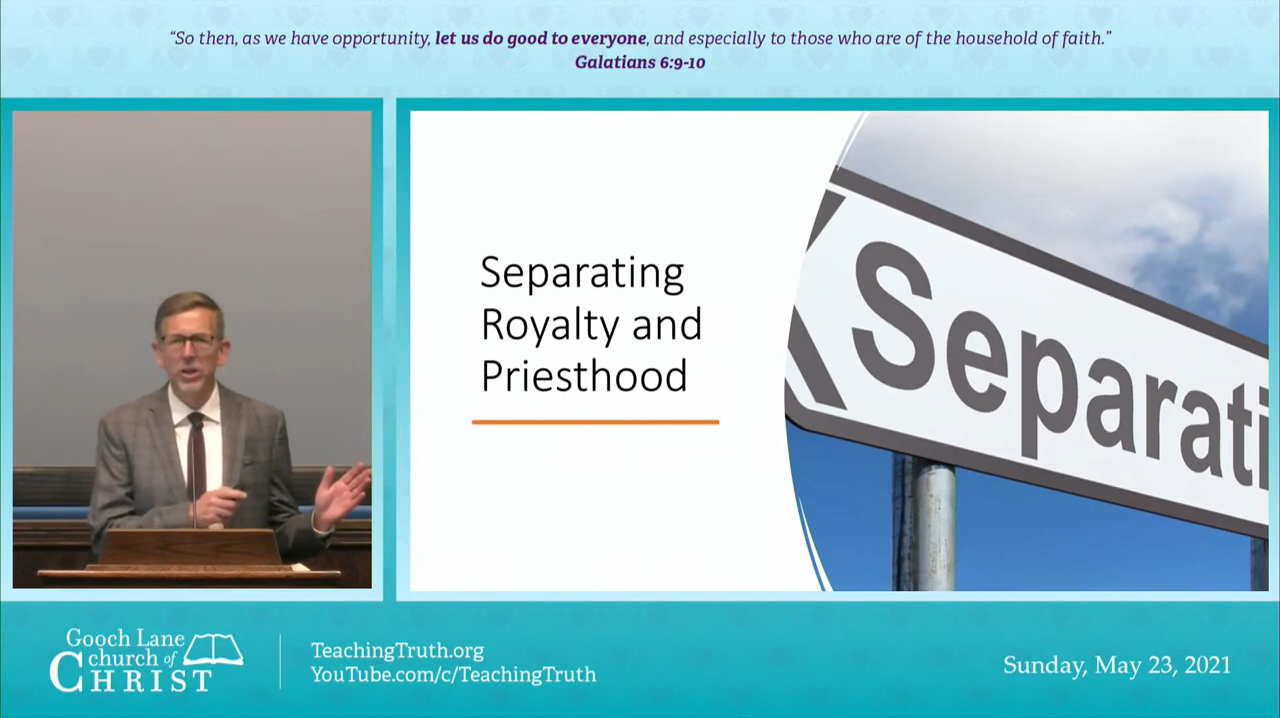 “So then, as we have opportunity, let us do good to everyone, and especially to those who are of the household of faith.”
Galatians 6:9-10
Separating
Royalty and
Priesthood
Separati
Gooch Lane
church of
CHRIST
TeachingTruth.org
YouTube.com/c/TeachingTruth
Sunday, May 23, 2021